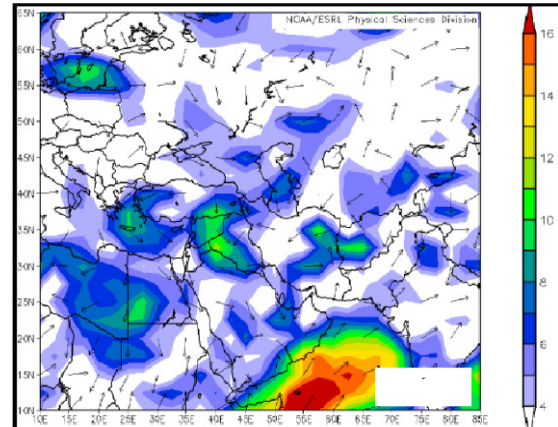 NOAA/ESRL Physical Sciences Division
65N
60N
55N
50N
45N
40N
35N
30N
25N
20N
15N
10N
10E 15E 20E 25E 30E 35E 40E 45E 50E 55E 60E 65E 70E 75E 80E 85E
16
14
12
10
8
6
4